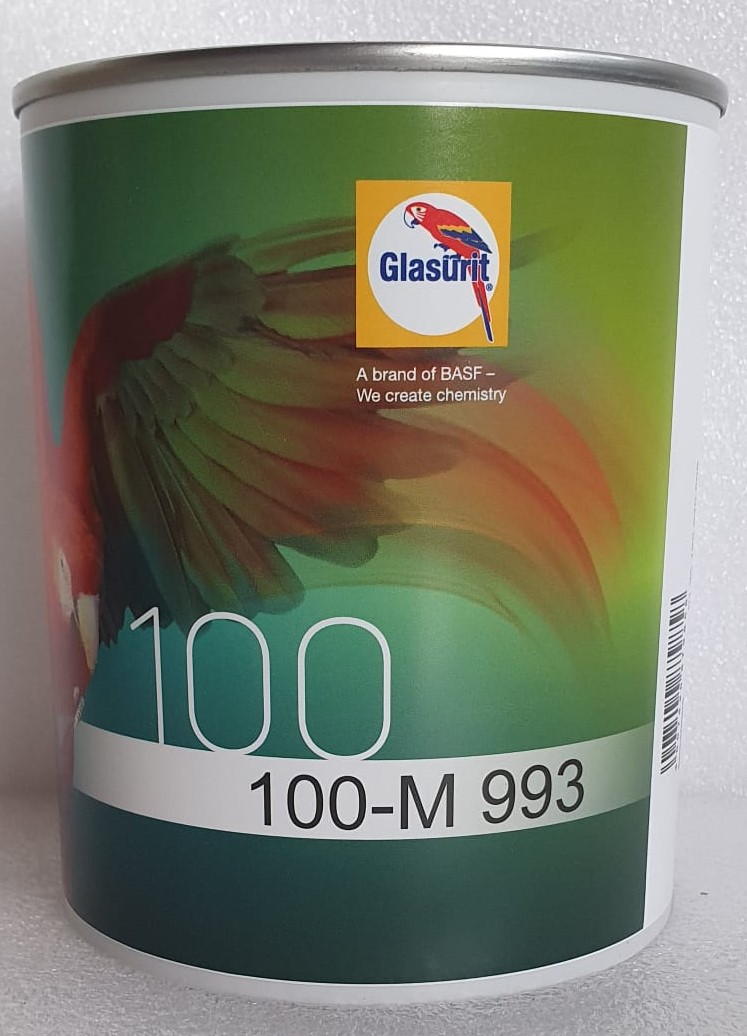 Glasurit®
A brand of BASF –
We create chemistry
100
100-M 993